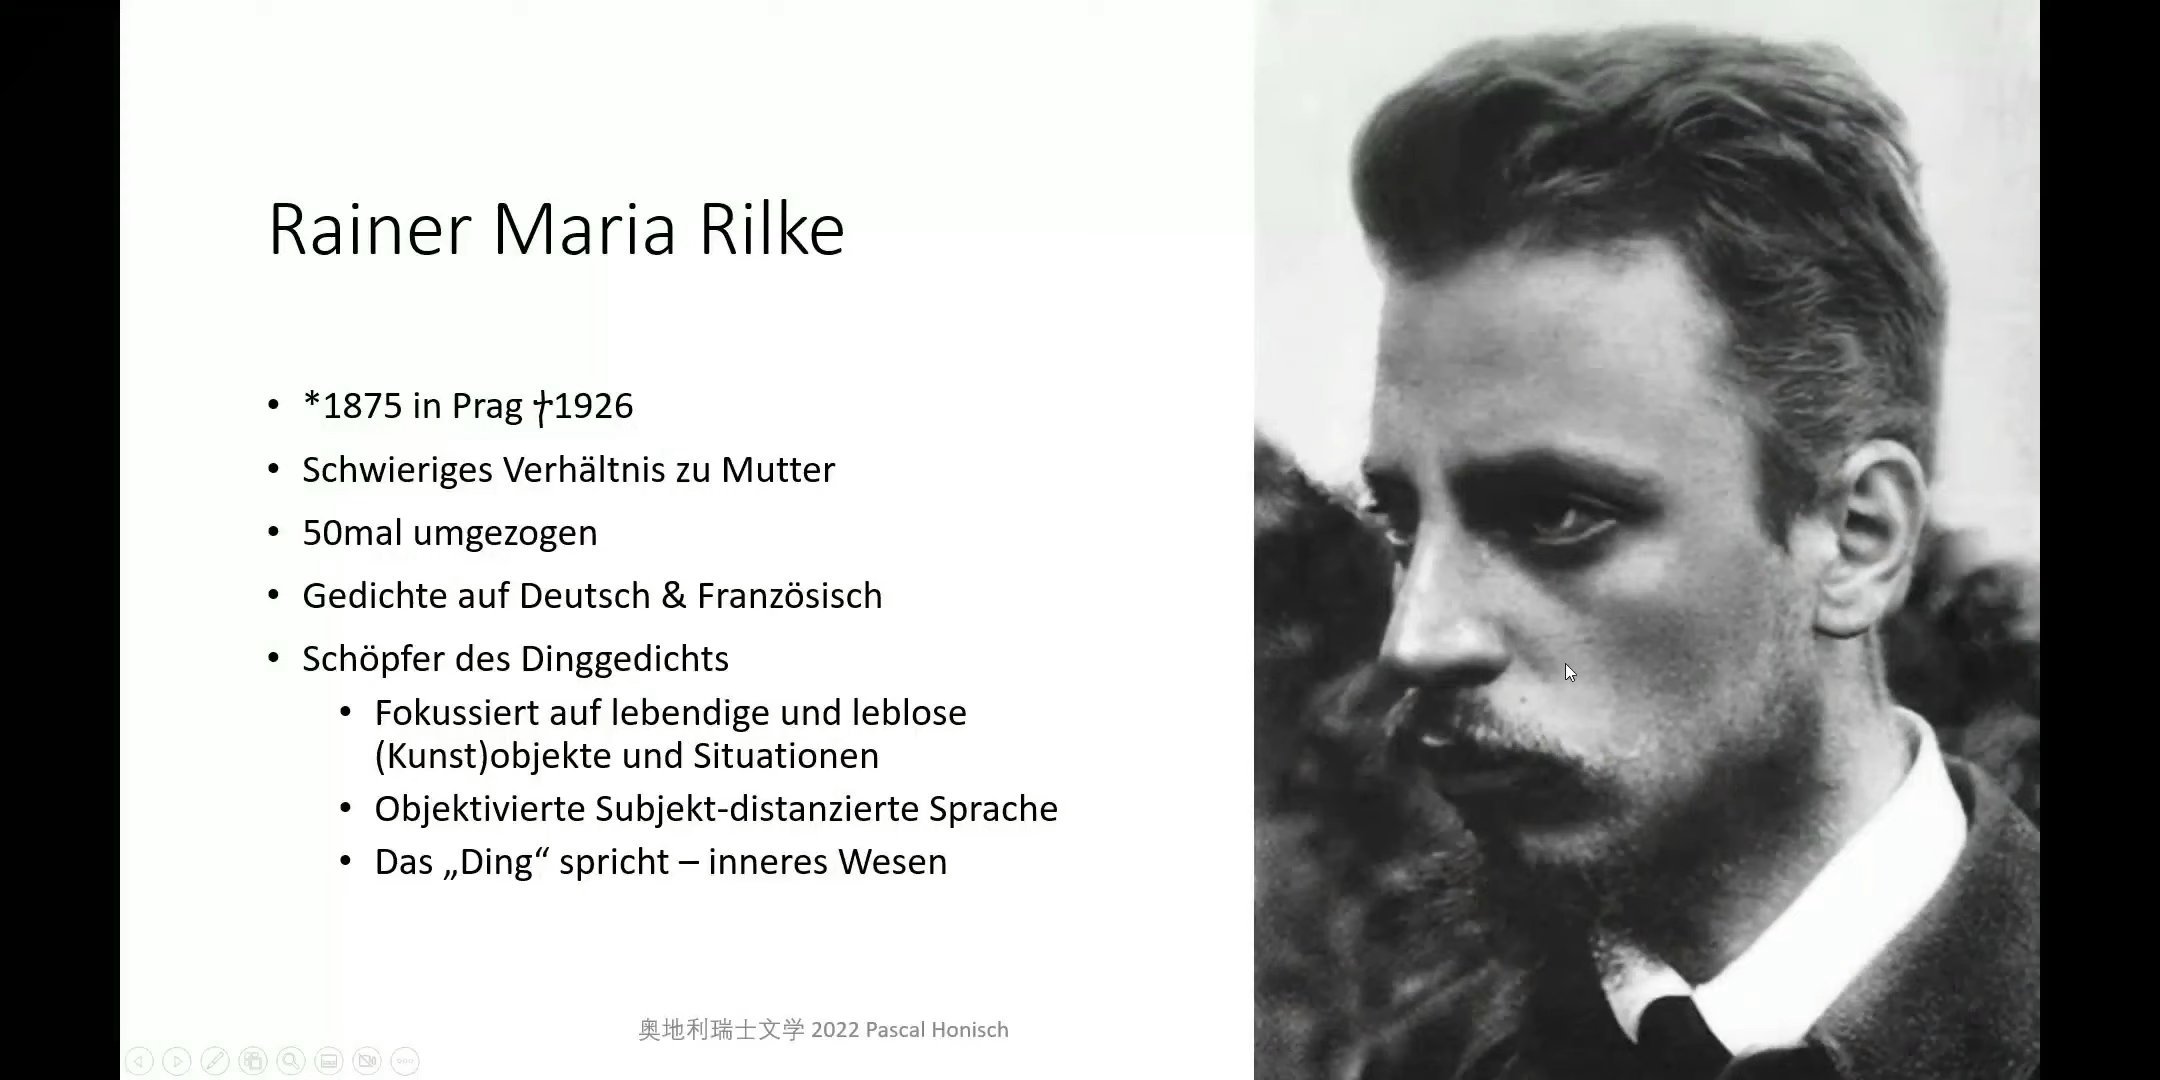 Rainer Maria Rilke
• *1875 in Prag †1926
• Schwieriges Verhältnis zu Mutter
• 50mal umgezogen
• Gedichte auf Deutsch & Französisch
• Schöpfer des Dinggedichts
• Fokussiert auf lebendige und leblose
(Kunst)objekte und Situationen
• Objektivierte Subjekt-distanzierte Sprache
• Das „Ding“ spricht – inneres Wesen
奥地利瑞士文学 2022 Pascal Honisch